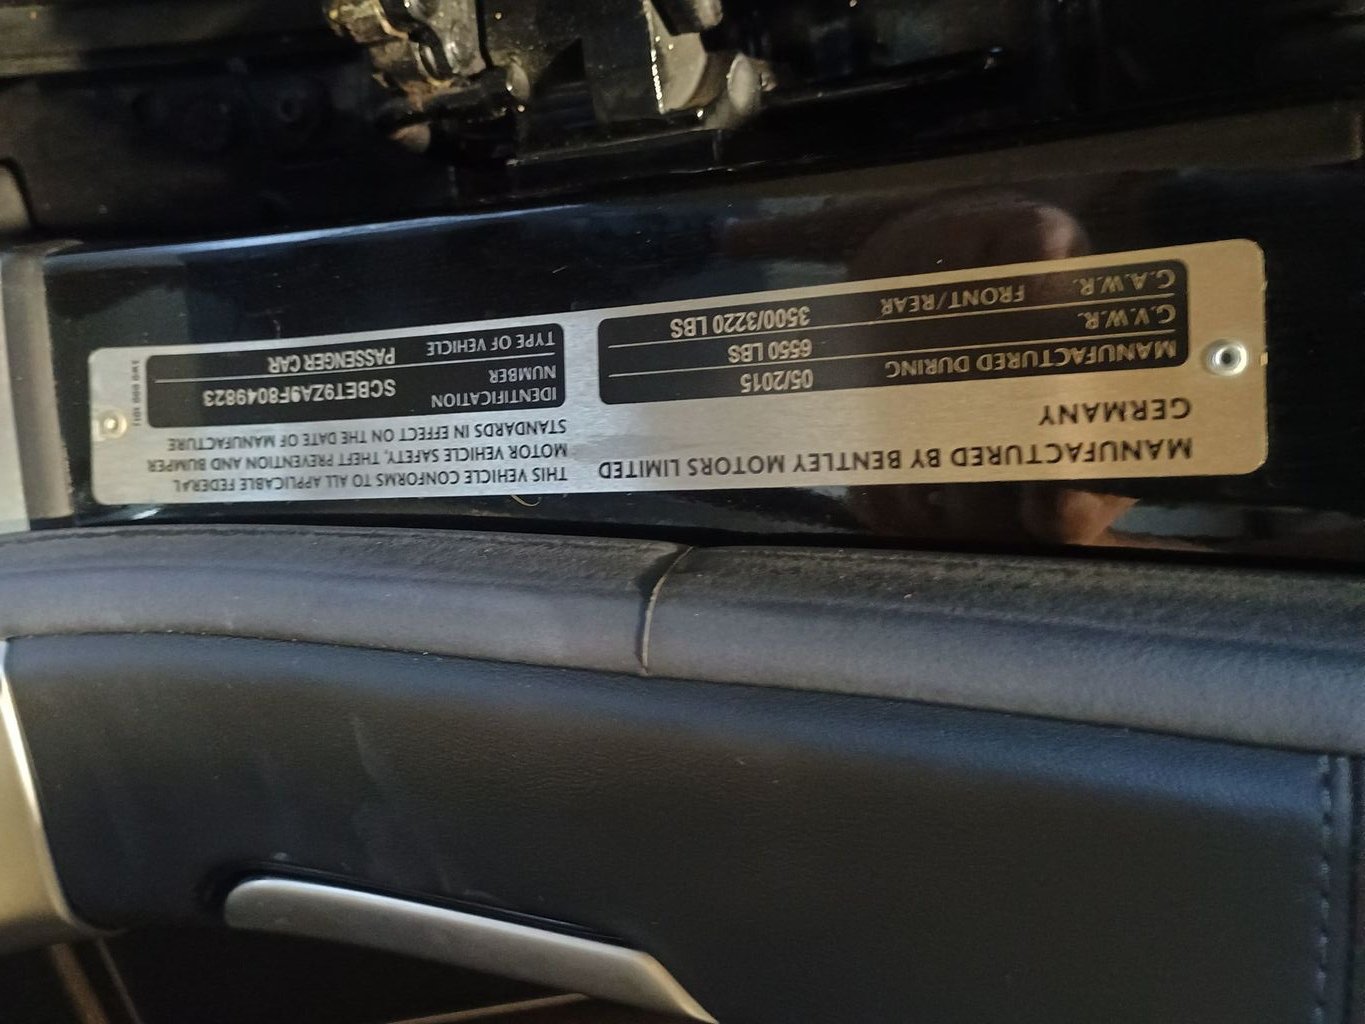 MANUFACTURED BY BENTLEY MOTORS LIMITED
GERMANY
MANUFACTURED DURING 05/2015
G.V.W.R. 6550 LBS
G.A.W.R. FRONT/REAR 3500/3220 LBS
THIS VEHICLE CONFORMS TO ALL APPLICABLE FEDERAL
MOTOR VEHICLE SAFETY, THEFT PREVENTION AND BUMPER
STANDARDS IN EFFECT ON THE DATE OF MANUFACTURE
IDENTIFICATION
NUMBER SCBET9ZA9F8049823
TYPE OF VEHICLE PASSENGER CAR